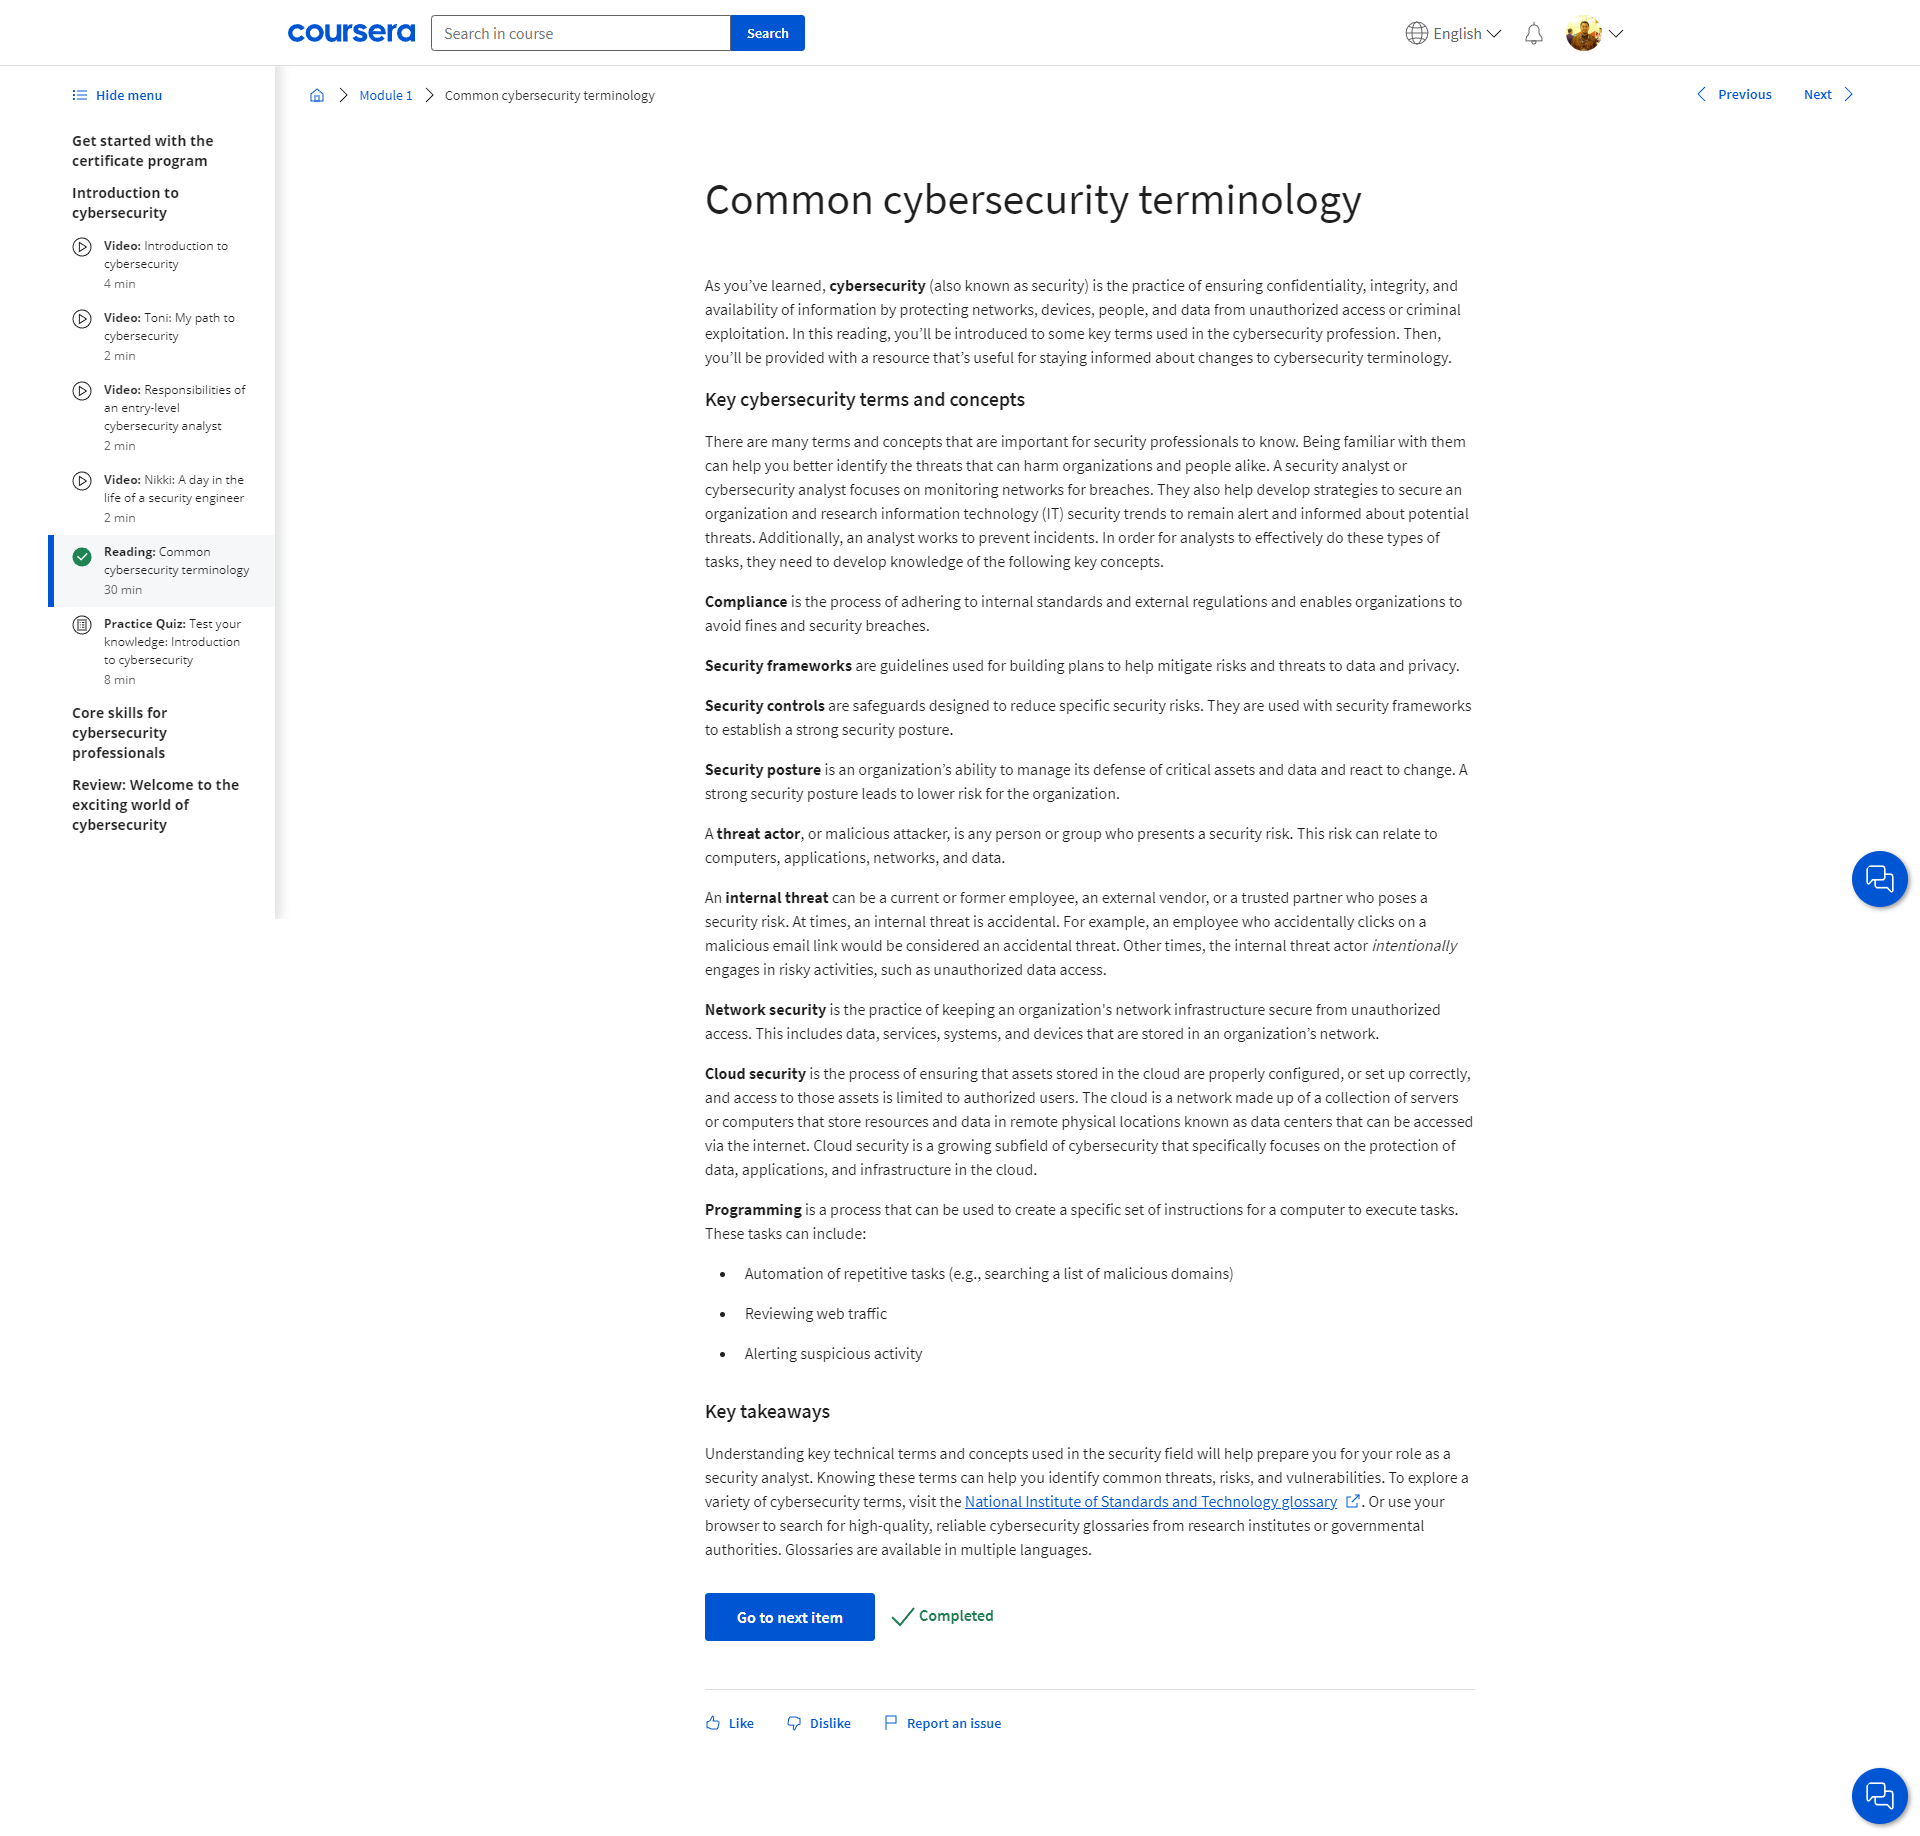 coursera
Search in course
Search
English
Hide menu
Get started with the
certificate program
Introduction to
cybersecurity
Video: Introduction to
cybersecurity
4 min
Video: Toni: My path to
cybersecurity
2 min
Video: Responsibilities of
an entry-level
cybersecurity analyst
2 min
Video: Nikki: A day in the
life of a security engineer
2 min
Reading: Common
cybersecurity terminology
30 min
Practice Quiz: Test your
knowledge: Introduction
to cybersecurity
8 min
Core skills for
cybersecurity
professionals
Review: Welcome to the
exciting world of
cybersecurity
Module 1
Common cybersecurity terminology
Previous
Next
Common cybersecurity terminology
As you’ve learned, cybersecurity (also known as security) is the practice of ensuring confidentiality, integrity, and
availability of information by protecting networks, devices, people, and data from unauthorized access or criminal
exploitation. In this reading, you’ll be introduced to some key terms used in the cybersecurity profession. Then,
you’ll be provided with a resource that’s useful for staying informed about changes to cybersecurity terminology.
Key cybersecurity terms and concepts
There are many terms and concepts that are important for security professionals to know. Being familiar with them
can help you better identify the threats that can harm organizations and people alike. A security analyst or
cybersecurity analyst focuses on monitoring networks for breaches. They also help develop strategies to secure an
organization and research information technology (IT) security trends to remain alert and informed about potential
threats. Additionally, an analyst works to prevent incidents. In order for analysts to effectively do these types of
tasks, they need to develop knowledge of the following key concepts.
Compliance is the process of adhering to internal standards and external regulations and enables organizations to
avoid fines and security breaches.
Security frameworks are guidelines used for building plans to help mitigate risks and threats to data and privacy.
Security controls are safeguards designed to reduce specific security risks. They are used with security frameworks
to establish a strong security posture.
Security posture is an organization’s ability to manage its defense of critical assets and data and react to change. A
strong security posture leads to lower risk for the organization.
A threat actor, or malicious attacker, is any person or group who presents a security risk. This risk can relate to
computers, applications, networks, and data.
An internal threat can be a current or former employee, an external vendor, or a trusted partner who poses a
security risk. At times, an internal threat is accidental. For example, an employee who accidentally clicks on a
malicious email link would be considered an accidental threat. Other times, the internal threat actor intentionally
engages in risky activities, such as unauthorized data access.
Network security is the practice of keeping an organization's network infrastructure secure from unauthorized
access. This includes data, services, systems, and devices that are stored in an organization’s network.
Cloud security is the process of ensuring that assets stored in the cloud are properly configured, or set up correctly,
and access to those assets is limited to authorized users. The cloud is a network made up of a collection of servers
or computers that store resources and data in remote physical locations known as data centers that can be accessed
via the internet. Cloud security is a growing subfield of cybersecurity that specifically focuses on the protection of
data, applications, and infrastructure in the cloud.
Programming is a process that can be used to create a specific set of instructions for a computer to execute tasks.
These tasks can include:
• Automation of repetitive tasks (e.g., searching a list of malicious domains)
• Reviewing web traffic
• Alerting suspicious activity
Key takeaways
Understanding key technical terms and concepts used in the security field will help prepare you for your role as a
security analyst. Knowing these terms can help you identify common threats, risks, and vulnerabilities. To explore a
variety of cybersecurity terms, visit the National Institute of Standards and Technology glossary. Or use your
browser to search for high-quality, reliable cybersecurity glossaries from research institutes or governmental
authorities. Glossaries are available in multiple languages.
Go to next item
Completed
Like
Dislike
Report an issue